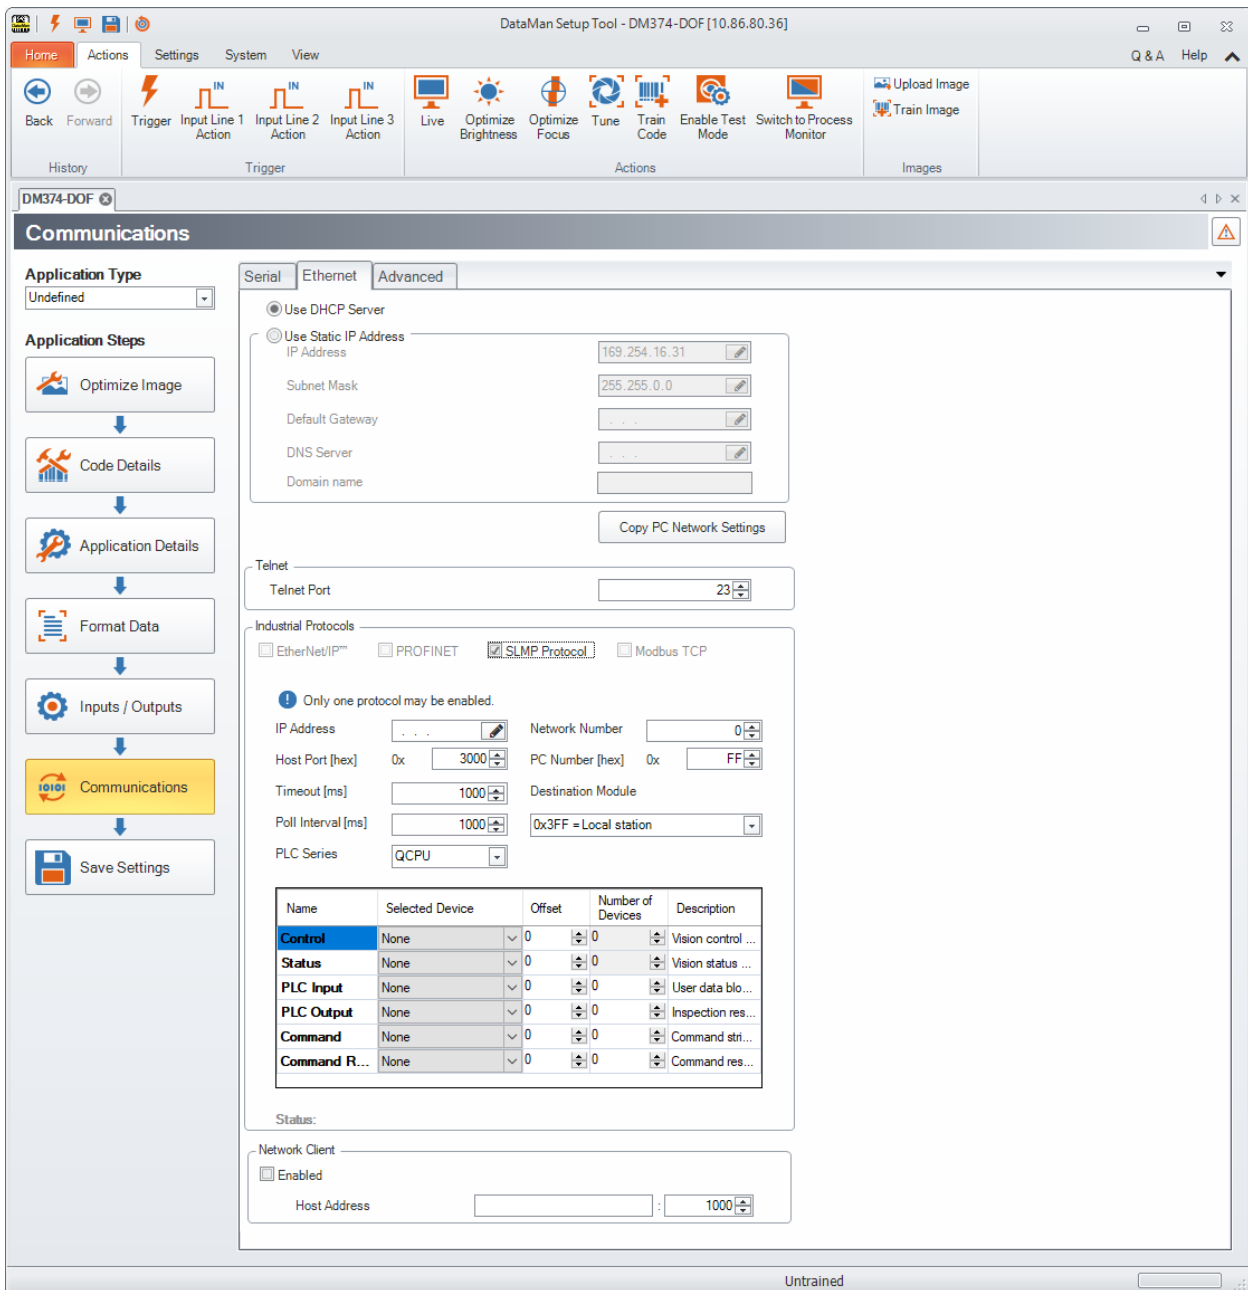 DataMan Setup Tool - DM374-DOF [10.86.80.36]
Home Actions Settings System View Q & A Help
Back Forward Trigger Input Line 1 Action Input Line 2 Action Input Line 3 Action Live Optimize Brightness Optimize Focus Tune Train Code Enable Test Mode Switch to Process Monitor Upload Image
Train Image
History Trigger Actions Images
DM374-DOF
Communications
Application Type
Undefined
Application Steps
Optimize Image
Code Details
Application Details
Format Data
Inputs / Outputs
Communications
Save Settings
Serial Ethernet Advanced
Use DHCP Server
Use Static IP Address
IP Address 169.254.16.31
Subnet Mask 255.255.0.0
Default Gateway . . .
DNS Server . . .
Domain name
Copy PC Network Settings
Telnet
Telnet Port 23
Industrial Protocols
EtherNet/IP™ PROFINET SLMP Protocol Modbus TCP
Only one protocol may be enabled.
IP Address . . . Network Number 0
Host Port [hex] 0x 3000 PC Number [hex] 0x FF
Timeout [ms] 1000 Destination Module
Poll Interval [ms] 1000 0x3FF = Local station
PLC Series QCPU
Name Selected Device Offset Number of Devices Description
Control None 0 0 Vision control ...
Status None 0 0 Vision status ...
PLC Input None 0 0 User data blo...
PLC Output None 0 0 Inspection res...
Command None 0 0 Command stri...
Command R... None 0 0 Command res...
Status:
Network Client
Enabled
Host Address : 1000
Untrained